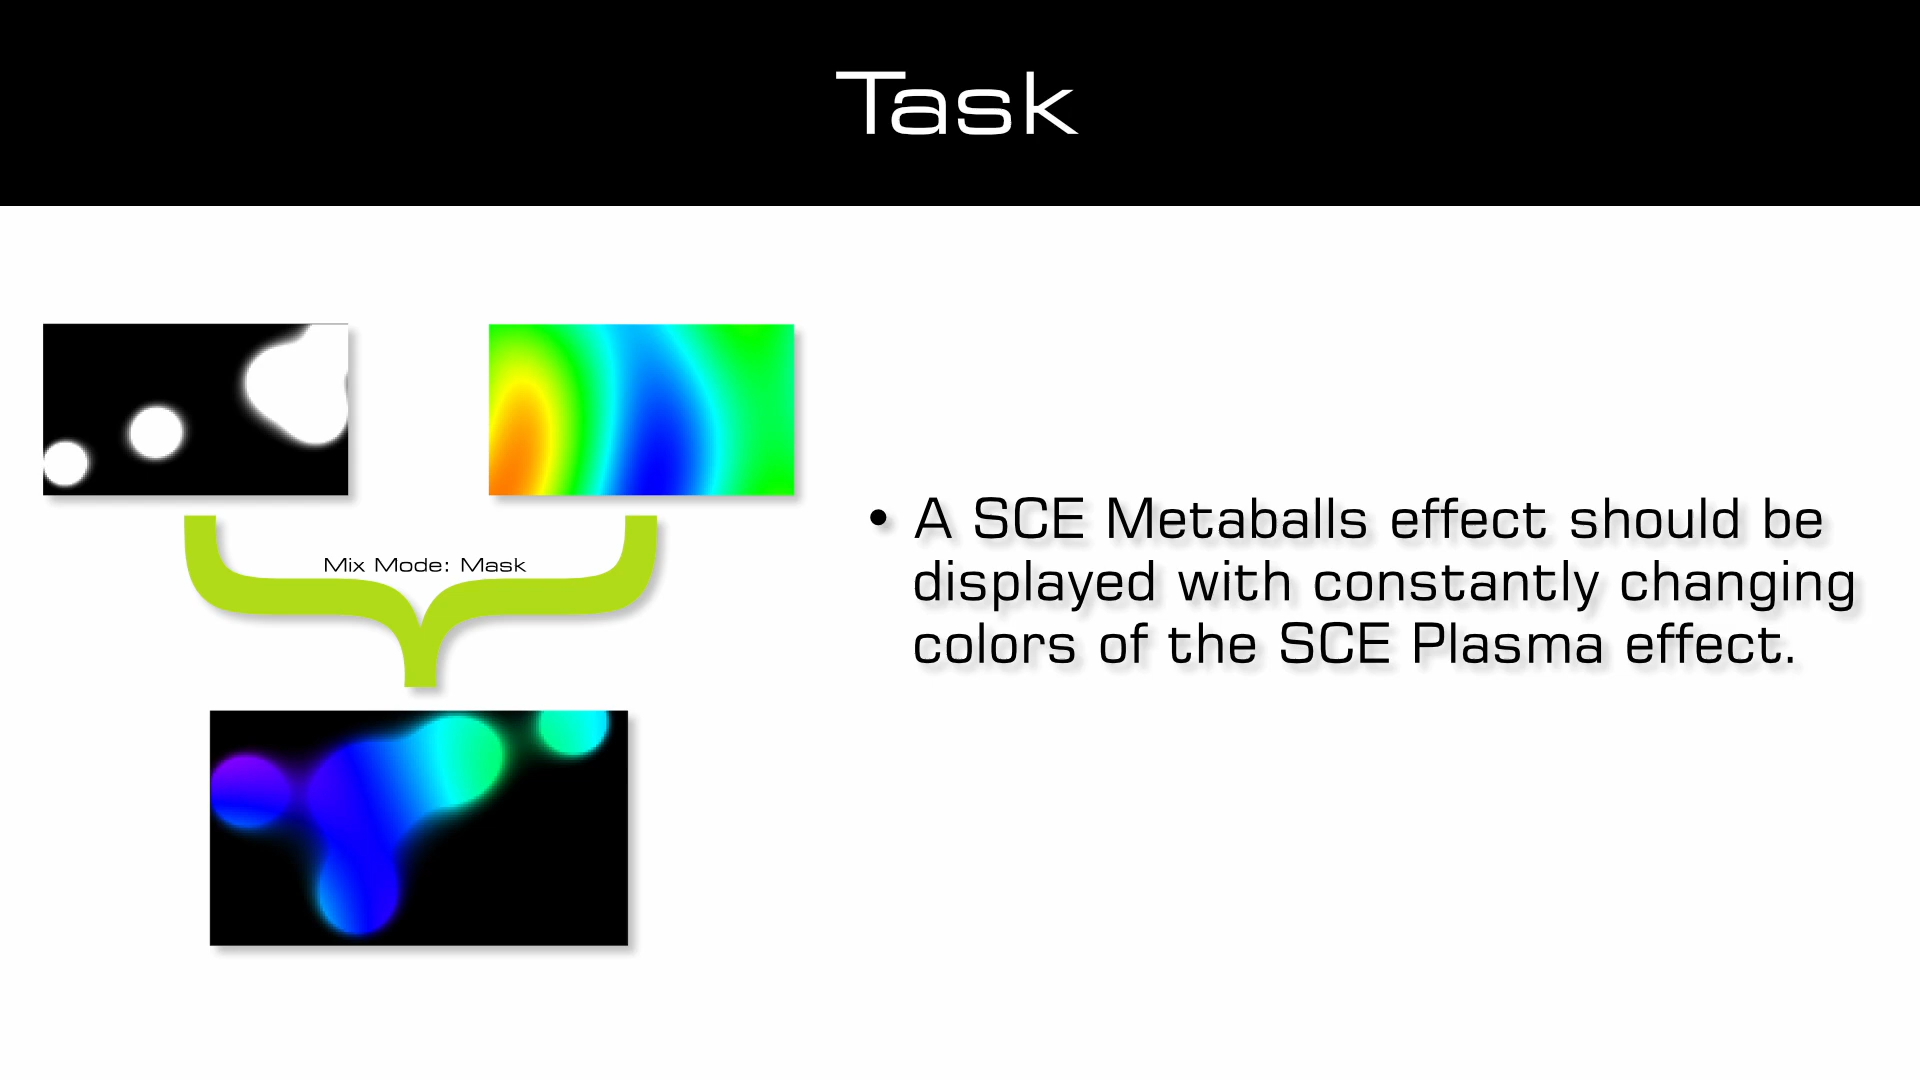 Task
Mix Mode: Mask
• A SCE Metaballs effect should be
displayed with constantly changing
colors of the SCE Plasma effect.